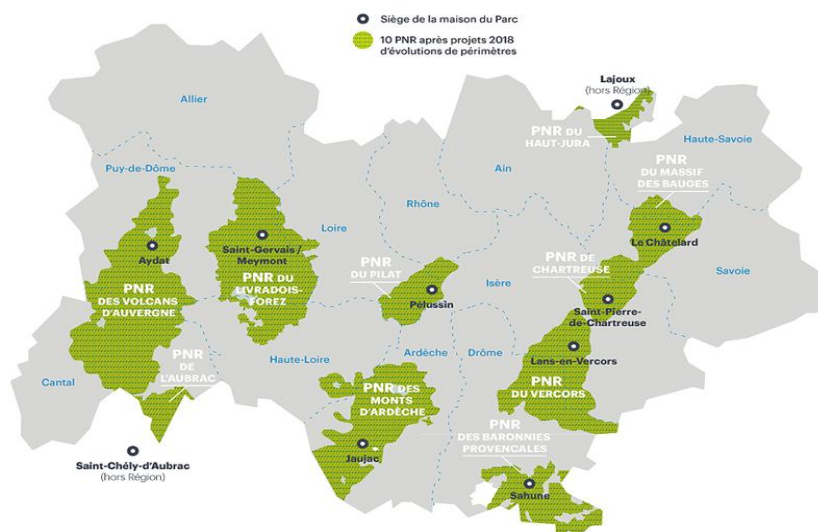 Siège de la maison du Parc
10 PNR après projets 2018
d'évolutions de périmètres
Lajoux
(hors Région)
Allier
PNR DU
HAUT-JURA
Haute-Savoie
Ain
PNR
DU MASSIF
DES BAUGES
Puy-de-Dôme
Rhône
Loire
Le Châtelard
Saint-Gervais /
Meymont
Aydat
PNR
DU PILAT
PNR DE
CHARTREUSE
Savoie
Isère
PNR DU
LIVRADOIS-
FOREZ
PNR
DES VOLCANS
D'AUVERGNE
Pélussin
Saint-Pierre-
de-Chartreuse
Haute-Loire
Ardèche
Drôme
Lans-en-Vercors
PNR
DE
L'AUBRAC
Cantal
PNR DES
MONTS
D'ARDÈCHE
PNR
DU VERCORS
PNR
DES BARONNIES
PROVENCALES
Jaujac
Saint-Chély-d'Aubrac
(hors Région)
Sahune